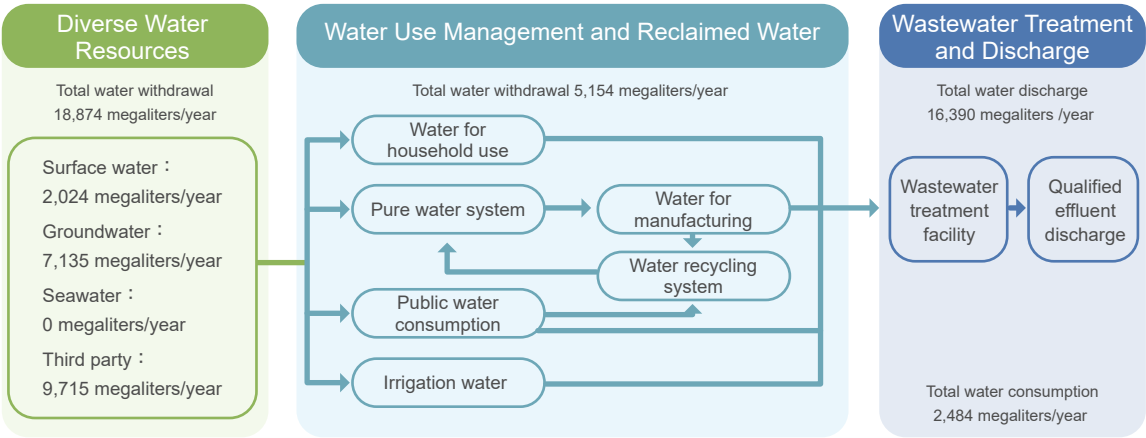 Diverse Water
Resources
Total water withdrawal
18,874 megaliters/year
Surface water：
2,024 megaliters/year
Groundwater：
7,135 megaliters/year
Seawater：
0 megaliters/year
Third party：
9,715 megaliters/year
Water Use Management and Reclaimed Water
Total water withdrawal 5,154 megaliters/year
Water for
household use
Pure water system
Water for
manufacturing
Water recycling
system
Public water
consumption
Irrigation water
Wastewater Treatment
and Discharge
Total water discharge
16,390 megaliters /year
Wastewater
treatment
facility
Qualified
effluent
discharge
Total water consumption
2,484 megaliters/year